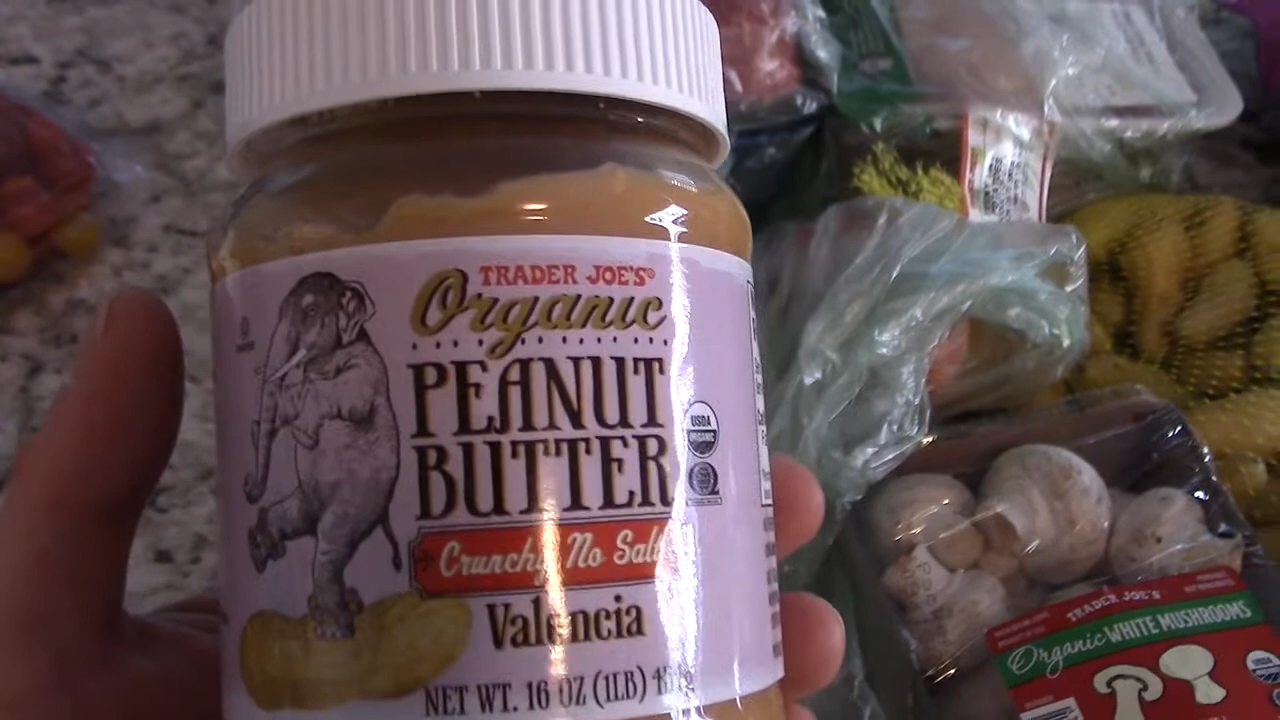 TRADER JOE'S
Organic
PEANUT
BUTTER
USDA
ORGANIC
Crunchy No Salt
Valencia
NET WT. 16 OZ (1LB)
TRADER JOE'S
Organic WHITE MUSHROOMS